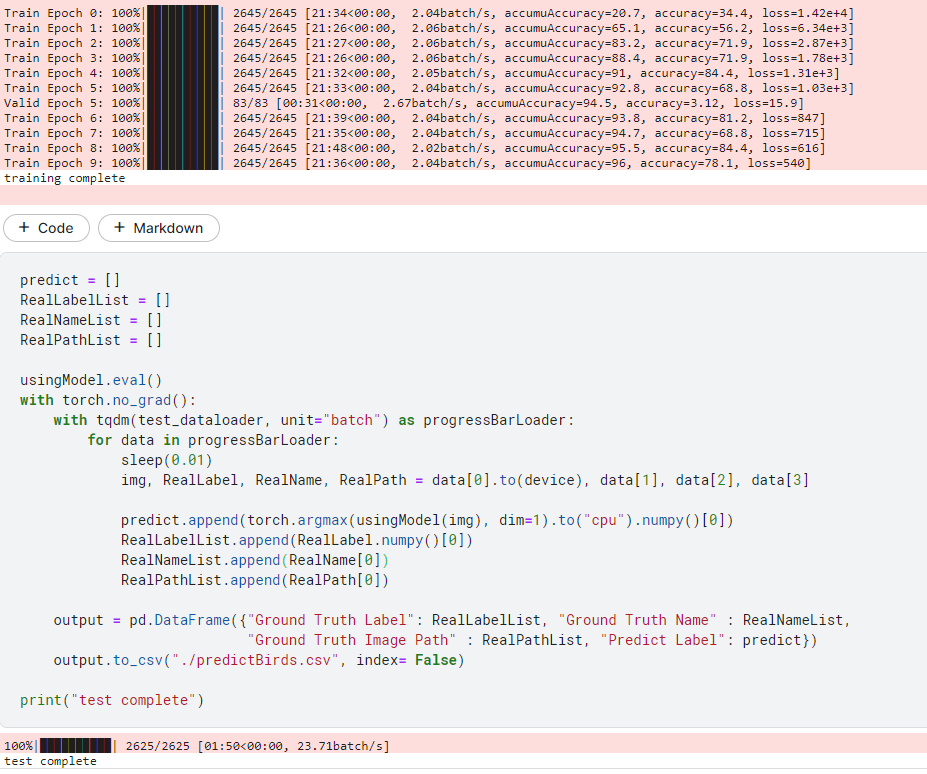 Train Epoch 0: 100%|██████████| 2645/2645 [21:34<00:00,  2.04batch/s, accumuAccuracy=20.7, accuracy=34.4, loss=1.42e+4]
Train Epoch 1: 100%|██████████| 2645/2645 [21:26<00:00,  2.06batch/s, accumuAccuracy=65.1, accuracy=56.2, loss=6.34e+3]
Train Epoch 2: 100%|██████████| 2645/2645 [21:27<00:00,  2.06batch/s, accumuAccuracy=83.2, accuracy=71.9, loss=2.87e+3]
Train Epoch 3: 100%|██████████| 2645/2645 [21:26<00:00,  2.06batch/s, accumuAccuracy=88.4, accuracy=71.9, loss=1.78e+3]
Train Epoch 4: 100%|██████████| 2645/2645 [21:32<00:00,  2.05batch/s, accumuAccuracy=91, accuracy=84.4, loss=1.31e+3]
Train Epoch 5: 100%|██████████| 2645/2645 [21:33<00:00,  2.04batch/s, accumuAccuracy=92.8, accuracy=68.8, loss=1.03e+3]
Valid Epoch 5: 100%|██████████| 83/83 [00:31<00:00,  2.67batch/s, accumuAccuracy=94.5, accuracy=3.12, loss=15.9]
Train Epoch 6: 100%|██████████| 2645/2645 [21:39<00:00,  2.04batch/s, accumuAccuracy=93.8, accuracy=81.2, loss=847]
Train Epoch 7: 100%|██████████| 2645/2645 [21:35<00:00,  2.04batch/s, accumuAccuracy=94.7, accuracy=68.8, loss=715]
Train Epoch 8: 100%|██████████| 2645/2645 [21:48<00:00,  2.02batch/s, accumuAccuracy=95.5, accuracy=84.4, loss=616]
Train Epoch 9: 100%|██████████| 2645/2645 [21:36<00:00,  2.04batch/s, accumuAccuracy=96, accuracy=78.1, loss=540]
training complete
+ Code + Markdown
predict = []
RealLabelList = []
RealNameList = []
RealPathList = []
usingModel.eval()
with torch.no_grad():
    with tqdm(test_dataloader, unit="batch") as progressBarLoader:
        for data in progressBarLoader:
            sleep(0.01)
            img, RealLabel, RealName, RealPath = data[0].to(device), data[1], data[2], data[3]
            predict.append(torch.argmax(usingModel(img), dim=1).to("cpu").numpy()[0])
            RealLabelList.append(RealLabel.numpy()[0])
            RealNameList.append(RealName[0])
            RealPathList.append(RealPath[0])
    output = pd.DataFrame({"Ground Truth Label": RealLabelList, "Ground Truth Name" : RealNameList,
                           "Ground Truth Image Path" : RealPathList, "Predict Label": predict})
    output.to_csv("./predictBirds.csv", index= False)
print("test complete")
100%|██████████| 2625/2625 [01:50<00:00, 23.71batch/s]
test complete